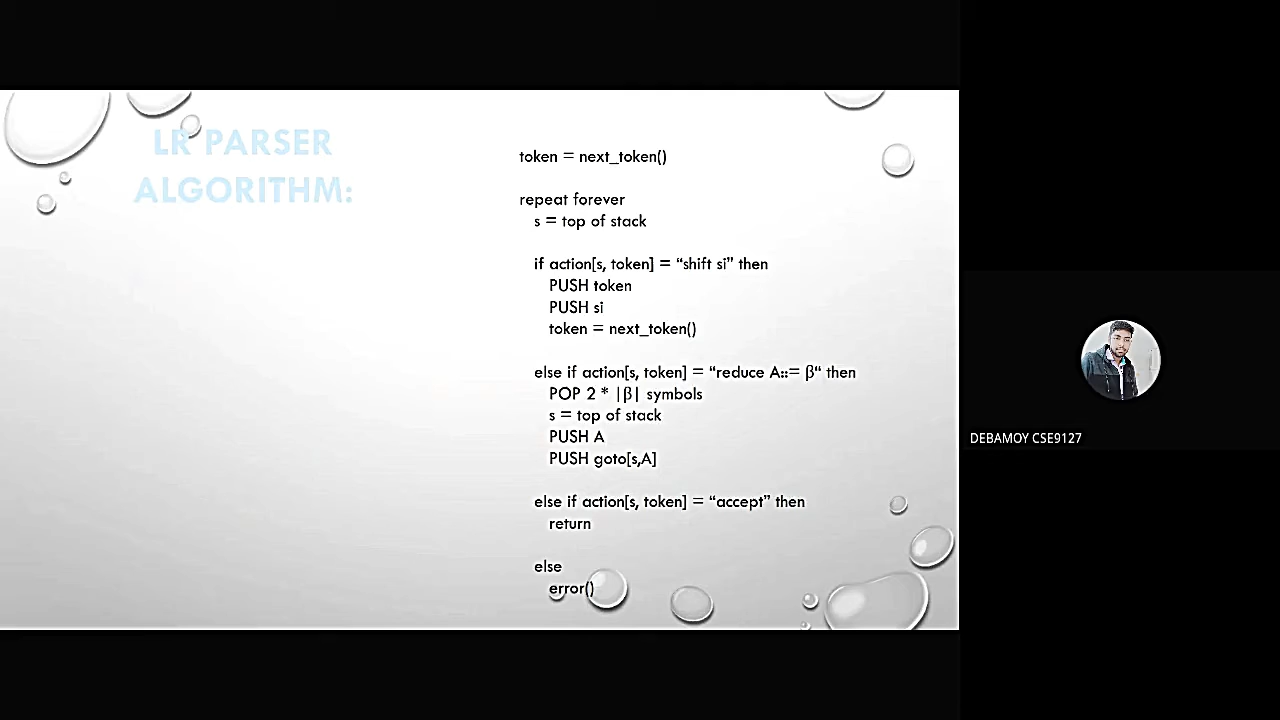 LR PARSER
ALGORITHM:
token = next_token()
repeat forever
s = top of stack
if action[s, token] = “shift si” then
PUSH token
PUSH si
token = next_token()
else if action[s, token] = “reduce A::= β“ then
POP 2 * |β| symbols
s = top of stack
PUSH A
PUSH goto[s,A]
else if action[s, token] = “accept” then
return
else
error()
DEBAMOY CSE9127